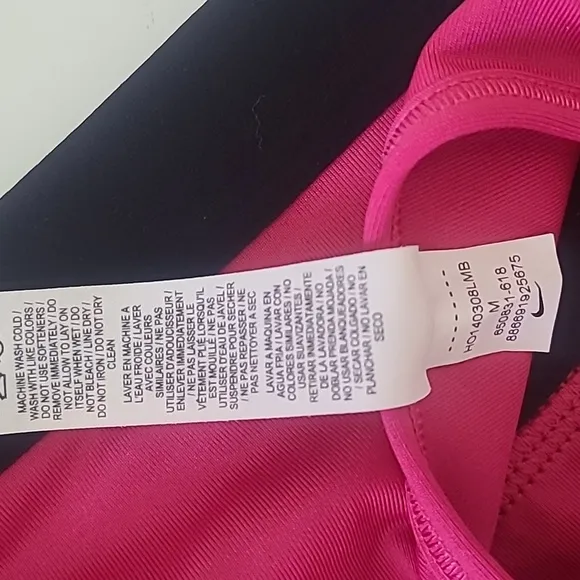 MACHINE WASH COLD/
WASH WITH LIKE COLORS /
DO NOT USE SOFTENERS /
REMOVE IMMEDIATELY / DO
NOT ALLOW TO LAY ON
ITSELF WHEN WET / DO
NOT BLEACH / LINE DRY /
DO NOT IRON / DO NOT DRY
CLEAN
LAVER EN MACHINE A
L'EAU FROIDE / LAVER
AVEC COULEURS
SIMILAIRES / NE PAS
UTILISER D'ADOUCISSEUR /
ENLEVER IMMÉDIATEMENT
/ NE PAS LAISSER LE
VÊTEMENT PLIÉ LORSQU'IL
EST MOUILLÉ / NE PAS
UTILISER D'EAU DE JAVEL /
SUSPENDRE POUR SECHER
/ NE PAS REPASSER / NE
PAS NETTOYER A SEC
LAVAR A MAQUINA EN
AGUA FRIA / LAVAR CON
COLORES SIMILARES / NO
USAR SUAVIZANTES /
RETIRAR INMEDIATAMENTE
DE LA LAVADORA / NO
DOBLAR PRENDA MOJADA /
NO USAR BLANQUEADOR
/ SECAR COLGADO / NO
PLANCHAR / NO LAVAR EN
SECO
HO140308LMB
M
650831-618
888691925675